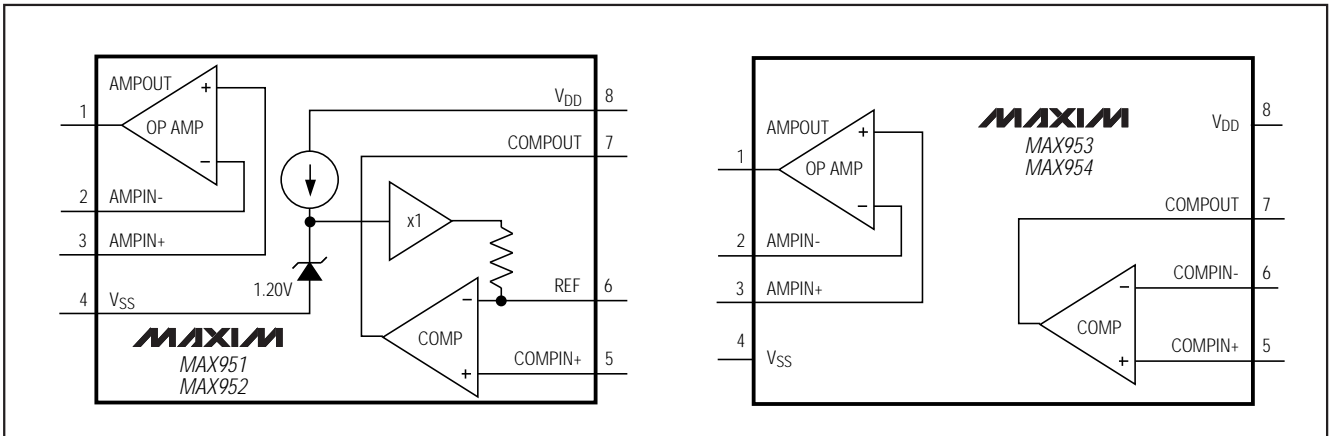 AMPOUT
+
1
OP AMP
−
2
AMPIN-
3
AMPIN+
4
VSS
1.20V
VDD
8
COMPOUT
7
x1
REF
6
−
COMP
+
COMPIN+
5
MAXIM
MAX951
MAX952
AMPOUT
+
1
OP AMP
−
2
AMPIN-
3
AMPIN+
4
VSS
MAXIM
MAX953
MAX954
VDD
8
COMPOUT
7
COMPIN-
6
−
COMP
+
COMPIN+
5